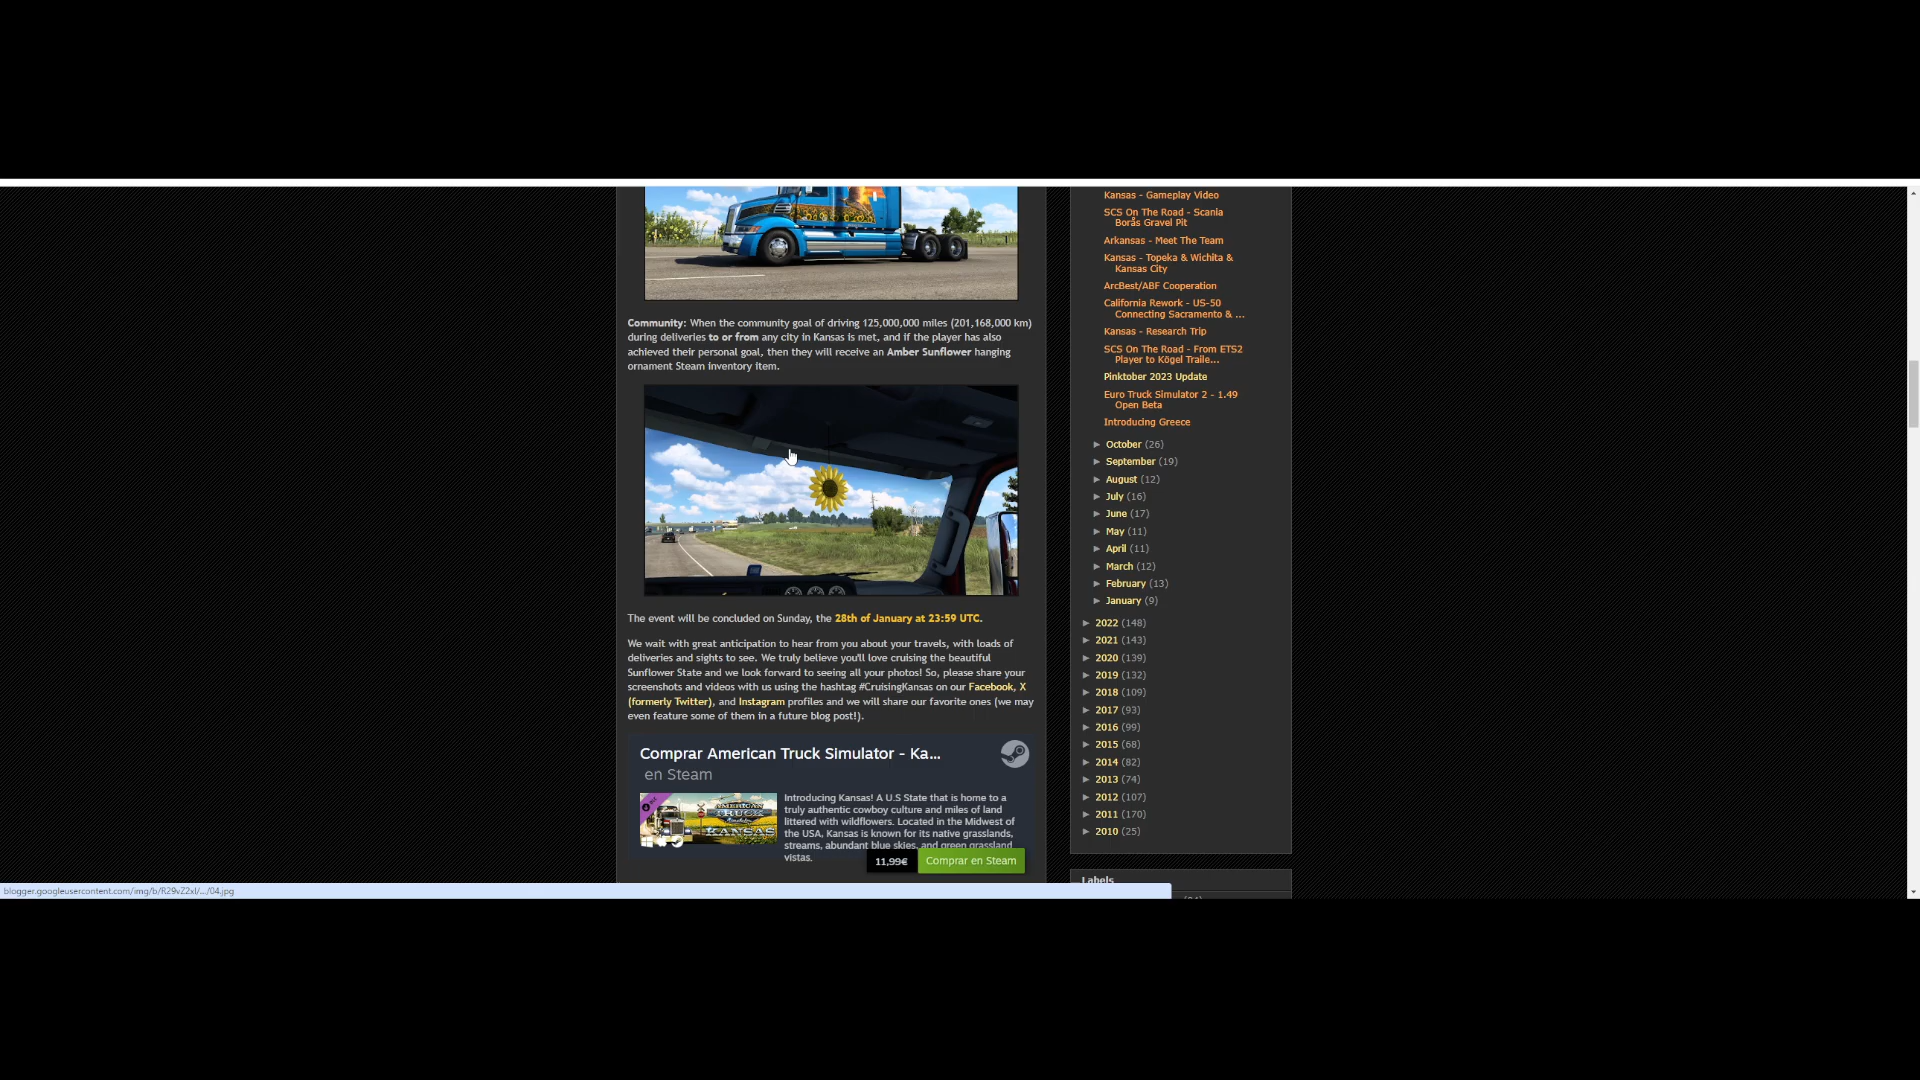 Community: When the community goal of driving 125,000,000 miles (201,168,000 km)
during deliveries to or from any city in Kansas is met, and if the player has also
achieved their personal goal, then they will receive an Amber Sunflower hanging
ornament Steam inventory item.
The event will be concluded on Sunday, the 28th of January at 23:59 UTC.
We wait with great anticipation to hear from you about your travels, with loads of
deliveries and sights to see. We truly believe you'll love cruising the beautiful
Sunflower State and we look forward to seeing all your photos! So, please share your
screenshots and videos with us using the hashtag #CruisingKansas on our Facebook, X
(formerly Twitter), and Instagram profiles and we will share our favorite ones (we may
even feature some of them in a future blog post!).
Comprar American Truck Simulator - Ka...
en Steam
AMERICAN
TRUCK
Simulator
KANSAS
Introducing Kansas! A U.S State that is home to a
truly authentic cowboy culture and miles of land
littered with wildflowers. Located in the Midwest of
the USA, Kansas is known for its native grasslands,
streams, abundant blue skies, and green grassland
vistas.
11,99€
Comprar en Steam
Kansas - Gameplay Video
SCS On The Road - Scania
Borås Gravel Pit
Arkansas - Meet The Team
Kansas - Topeka & Wichita &
Kansas City
ArcBest/ABF Cooperation
California Rework - US-50
Connecting Sacramento & ...
Kansas - Research Trip
SCS On The Road - From ETS2
Player to Kögel Traile...
Pinktober 2023 Update
Euro Truck Simulator 2 - 1.49
Open Beta
Introducing Greece
► October (26)
► September (19)
► August (12)
► July (16)
► June (17)
► May (11)
► April (11)
► March (12)
► February (13)
► January (9)
► 2022 (148)
► 2021 (143)
► 2020 (139)
► 2019 (132)
► 2018 (109)
► 2017 (93)
► 2016 (99)
► 2015 (68)
► 2014 (82)
► 2013 (74)
► 2012 (107)
► 2011 (170)
► 2010 (25)
Labels
blogger.googleusercontent.com/img/b/R29vZ2xl/.../04.jpg